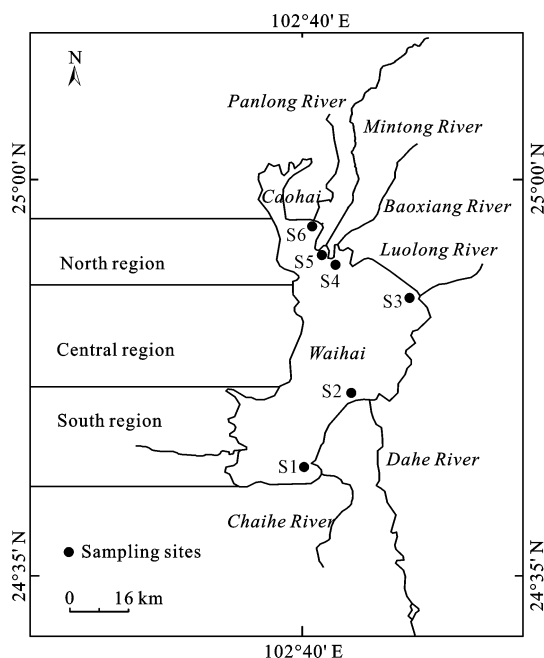 102°40′ E
N
Panlong River
Mintong River
25°00′ N
25°00′ N
Caohai
Baoxiang River
S6
Luolong River
North region
S5
S4
S3
Central region
Waihai
S2
South region
Dahe River
S1
Chaihe River
Sampling sites
24°35′ N
24°35′ N
0 16 km
102°40′ E